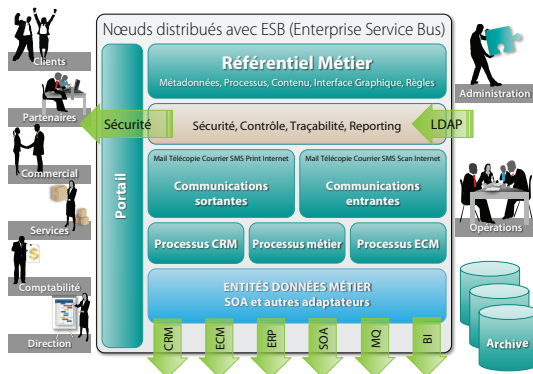 Nœuds distribués avec ESB (Enterprise Service Bus)
Clients
Partenaires
Commercial
Services
Comptabilité
Direction
Portail
Référentiel Métier
Métadonnées, Processus, Contenu, Interface Graphique, Règles
Sécurité
Sécurité, Contrôle, Traçabilité, Reporting
LDAP
Mail Télécopie Courrier SMS Print Internet
Communications
sortantes
Mail Télécopie Courrier SMS Scan Internet
Communications
entrantes
Processus CRM
Processus métier
Processus ECM
ENTITÉS DONNÉES MÉTIER
SOA et autres adaptateurs
CRM
ECM
ERP
SOA
MQ
BI
Administration
Opérations
Archive